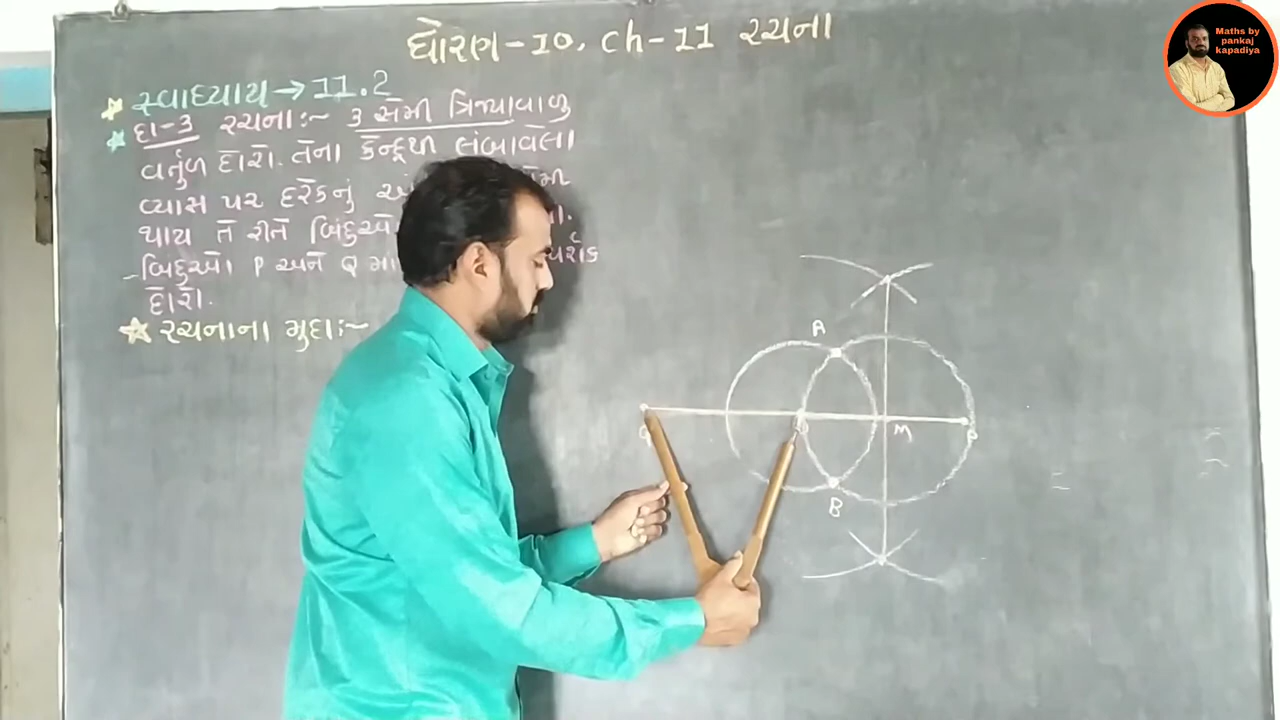 ધોરણ-10, ch-11 રચના
સ્વાધ્યાય → 11.2
દા-3 રચના:~ 3 સેમી ત્રિજ્યાવાળુ
વર્તુળ દોરો. તેના કેન્દ્રથી લંબાવેલા
વ્યાસ પર દરેકનું
થાય તે રીતે
- બિંદુઓ P અને Q
દોરો.
રચનાના મુદ્દા:~
A
M
B
Maths by
pankaj
kapadiya